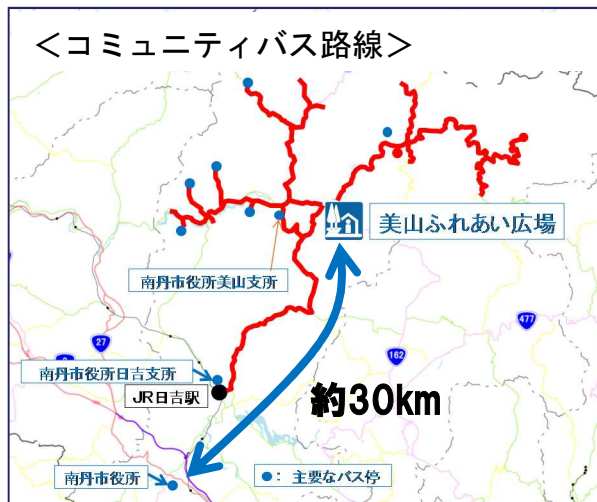 <コミュニティバス路線>
美山ふれあい広場
南丹市役所美山支所
477
27
162
南丹市役所日吉支所
JR日吉駅
約30km
南丹市役所
●: 主要なバス停